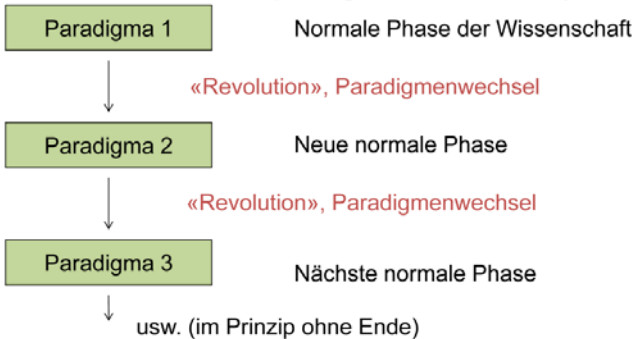 Paradigma 1 Normale Phase der Wissenschaft
«Revolution», Paradigmenwechsel
Paradigma 2 Neue normale Phase
«Revolution», Paradigmenwechsel
Paradigma 3 Nächste normale Phase
usw. (im Prinzip ohne Ende)